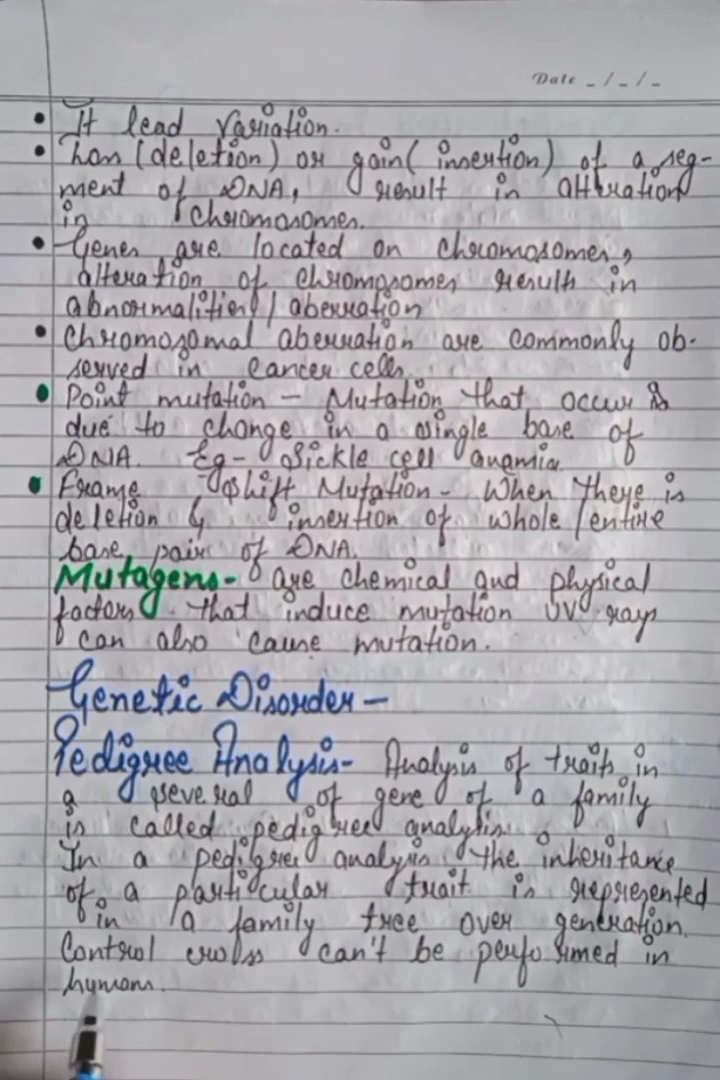 Date _ / _ / _
• It lead Variation.
• Loss (deletion) or gain( insertion) of a seg-
ment of DNA, result in alteration
in chromosomes.
• Genes are located on chromosomes,
alteration of chromosomes result in
abnormalities / aberration
• Chromosomal aberration are commonly ob-
served in cancer cells.
• Point mutation - Mutation that occur is
due to change in a single base of
DNA. Eg- Sickle cell anamia
• Frame shift Mutation - When there is
deletion & insertion of whole / entire
base pair of DNA.
Mutagens- are chemical and physical
factors that induce mutation UV rays
can also cause mutation.
Genetic Disorder -
Pedigree Analysis- Analysis of traits in
a several of gene of a family
is called pedigree analysis.
In a pedigree analysis the inheritance
of a particular trait is represented
in a family tree over generation.
Control cross can't be performed in
humans.